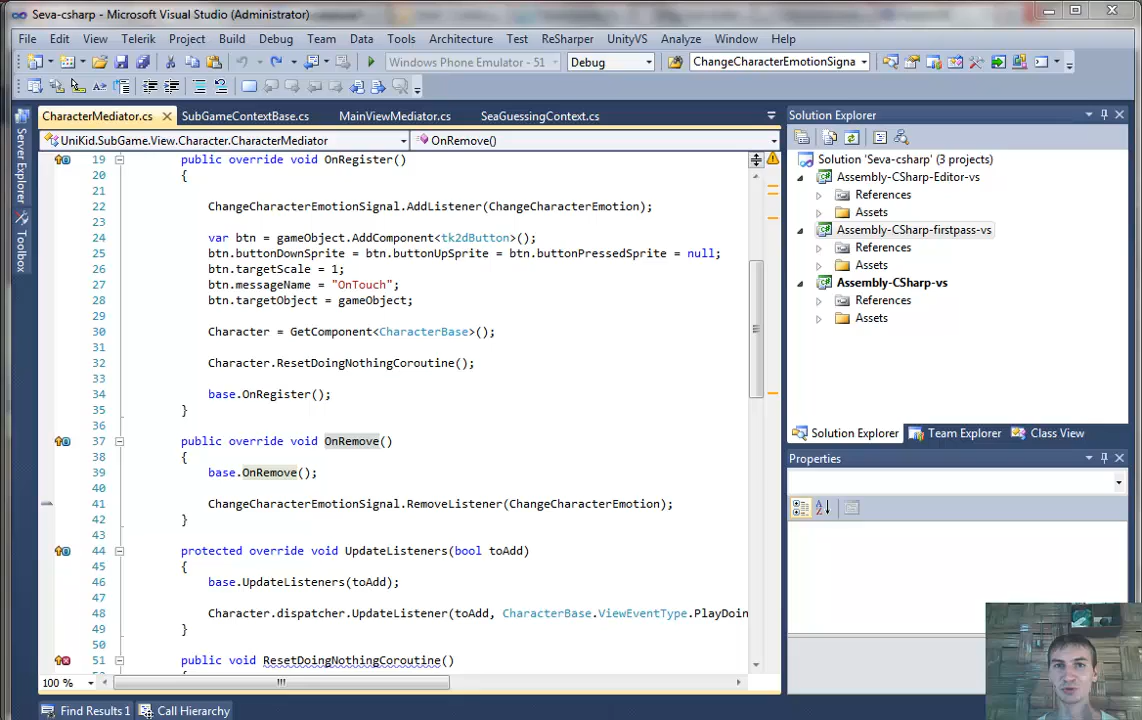 Seva-csharp - Microsoft Visual Studio (Administrator)
File Edit View Telerik Project Build Debug Team Data Tools Architecture Test ReSharper UnityVS Analyze Window Help
Windows Phone Emulator - 51 Debug ChangeCharacterEmotionSigna
CharacterMediator.cs SubGameContextBase.cs MainViewMediator.cs SeaGuessingContext.cs
UniKid.SubGame.View.Character.CharacterMediator OnRemove()
19 public override void OnRegister()
20 {
21
22 ChangeCharacterEmotionSignal.AddListener(ChangeCharacterEmotion);
23
24 var btn = gameObject.AddComponent<tk2dButton>();
25 btn.buttonDownSprite = btn.buttonUpSprite = btn.buttonPressedSprite = null;
26 btn.targetScale = 1;
27 btn.messageName = "OnTouch";
28 btn.targetObject = gameObject;
29
30 Character = GetComponent<CharacterBase>();
31
32 Character.ResetDoingNothingCoroutine();
33
34 base.OnRegister();
35 }
36
37 public override void OnRemove()
38 {
39 base.OnRemove();
40
41 ChangeCharacterEmotionSignal.RemoveListener(ChangeCharacterEmotion);
42 }
43
44 protected override void UpdateListeners(bool toAdd)
45 {
46 base.UpdateListeners(toAdd);
47
48 Character.dispatcher.UpdateListener(toAdd, CharacterBase.ViewEventType.PlayDoin
49 }
50
51 public void ResetDoingNothingCoroutine()
100 %
Find Results 1 Call Hierarchy
Server Explorer
Toolbox
Solution Explorer
Solution 'Seva-csharp' (3 projects)
Assembly-CSharp-Editor-vs
References
Assets
Assembly-CSharp-firstpass-vs
References
Assets
Assembly-CSharp-vs
References
Assets
Solution Explorer Team Explorer Class View
Properties